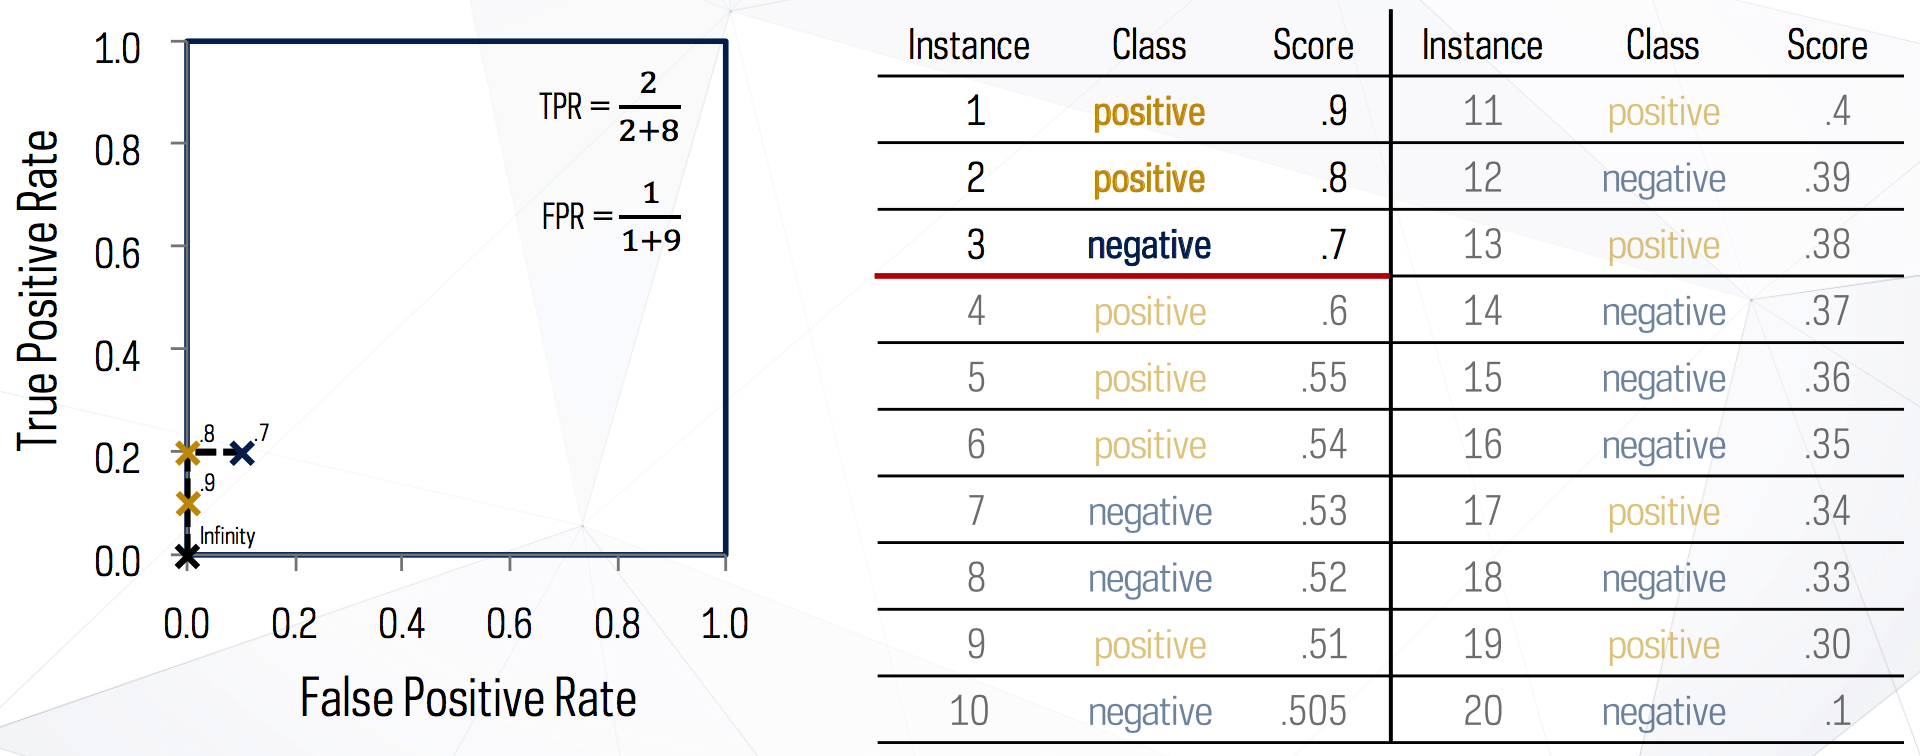 1.0
0.8
0.6
0.4
0.2
0.0
True Positive Rate
TPR = 2
2+8
FPR = 1
1+9
.8
.7
.9
Infinity
0.0 0.2 0.4 0.6 0.8 1.0
False Positive Rate
Instance Class Score Instance Class Score
1 positive .9 11 positive .4
2 positive .8 12 negative .39
3 negative .7 13 positive .38
4 positive .6 14 negative .37
5 positive .55 15 negative .36
6 positive .54 16 negative .35
7 negative .53 17 positive .34
8 negative .52 18 negative .33
9 positive .51 19 positive .30
10 negative .505 20 negative .1